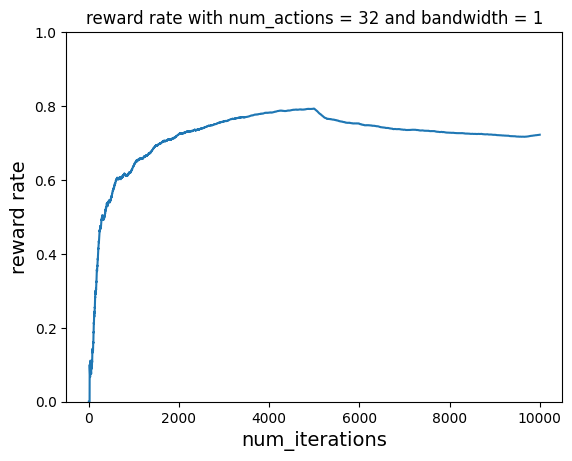 reward rate with num_actions = 32 and bandwidth = 1
1.0
0.8
0.6
0.4
0.2
0.0
reward rate
0 2000 4000 6000 8000 10000
num_iterations